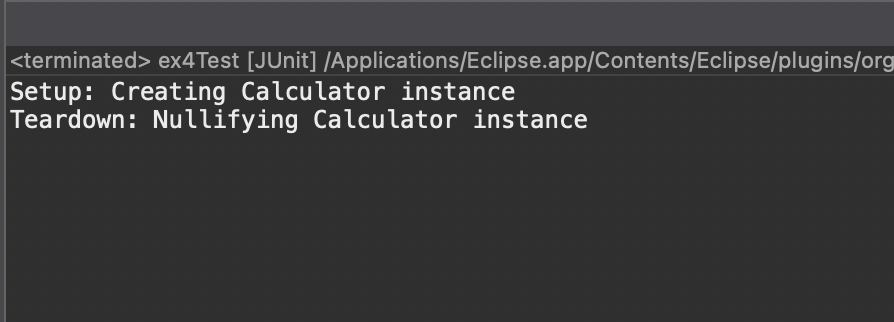 <terminated> ex4Test [JUnit] /Applications/Eclipse.app/Contents/Eclipse/plugins/org
Setup: Creating Calculator instance
Teardown: Nullifying Calculator instance